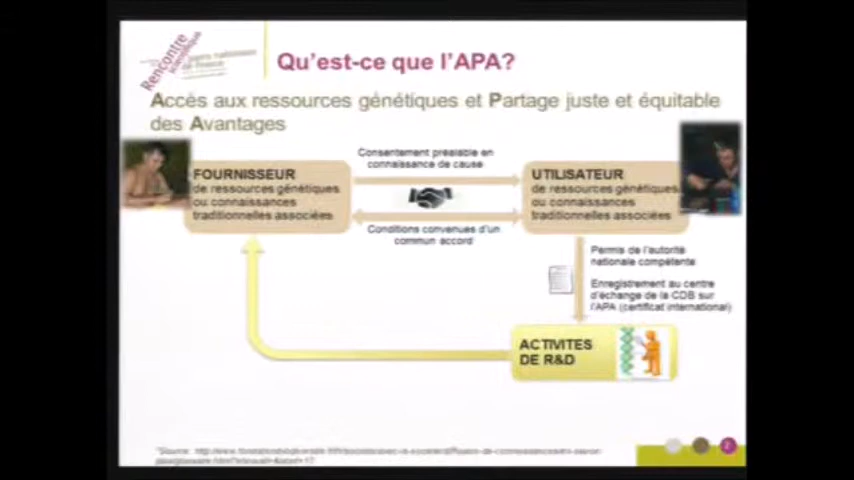 Rencontre
scientifique
Qu'est-ce que l'APA?
Accès aux ressources génétiques et Partage juste et équitable
des Avantages
Consentement préalable en
connaissance de cause
FOURNISSEUR
de ressources génétiques
ou connaissances
traditionnelles associées
UTILISATEUR
de ressources génétiques
ou connaissances
traditionnelles associées
Conditions convenues d'un
commun accord
Permis de l'autorité
nationale compétente
Enregistrement au centre
d'échange de la CDB sur
l'APA (certificat international)
ACTIVITES
DE R&D